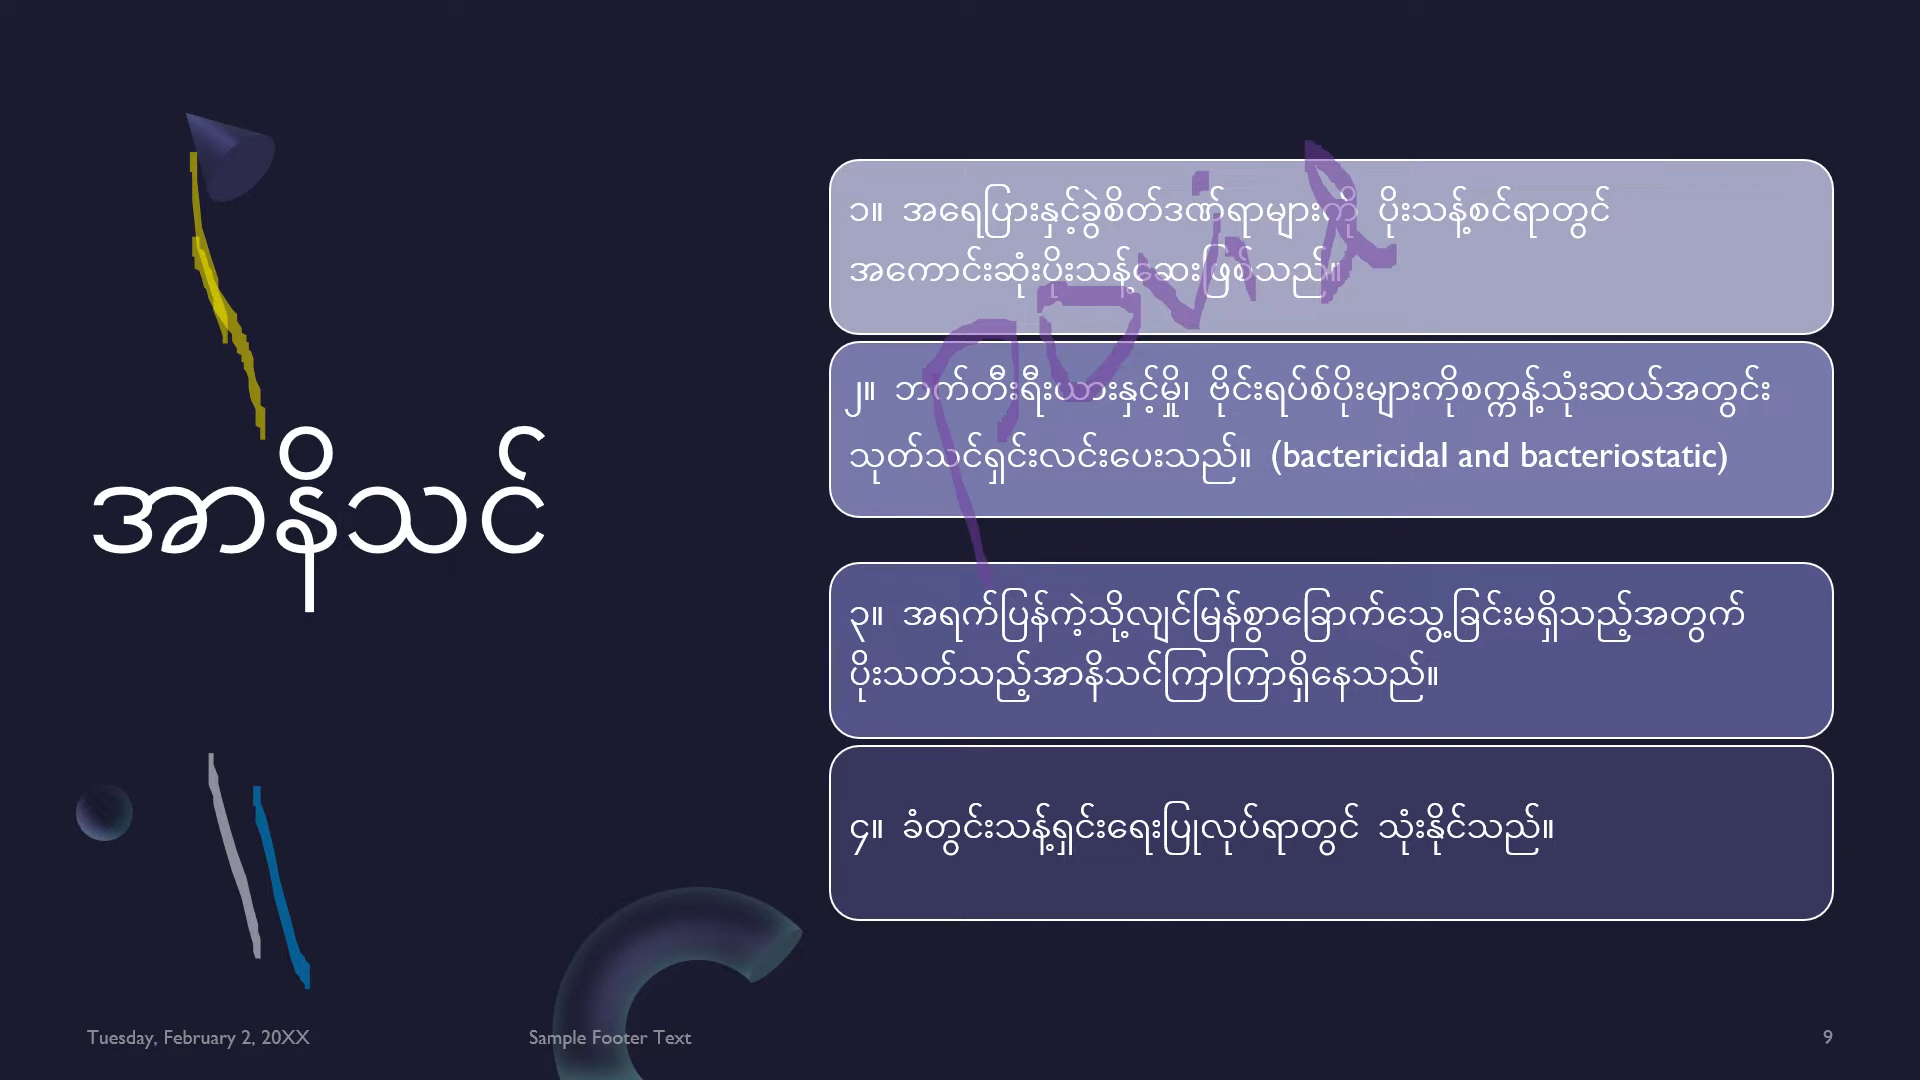 အာနိသင်
၁။ အရေပြားနှင့်ခွဲစိတ်ဒဏ်ရာများကို ပိုးသန့်စင်ရာတွင်
အကောင်းဆုံးပိုးသန့်ဆေးဖြစ်သည်။
၂။ ဘက်တီးရီးယားနှင့်မှို၊ ဗိုင်းရပ်စ်ပိုးများကိုစက္ကန့်သုံးဆယ်အတွင်း
သုတ်သင်ရှင်းလင်းပေးသည်။ (bactericidal and bacteriostatic)
၃။ အရက်ပြန်ကဲ့သို့လျင်မြန်စွာခြောက်သွေ့ခြင်းမရှိသည့်အတွက်
ပိုးသတ်သည့်အာနိသင်ကြာကြာရှိနေသည်။
၄။ ခံတွင်းသန့်ရှင်းရေးပြုလုပ်ရာတွင် သုံးနိုင်သည်။
povid
Tuesday, February 2, 20XX
Sample Footer Text
9